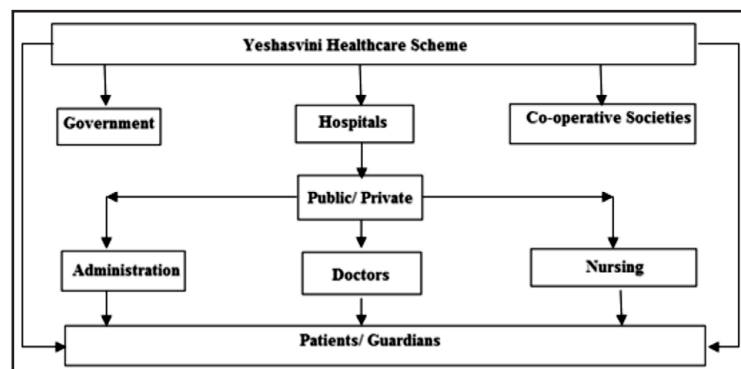 Yeshasvini Healthcare Scheme
Government
Hospitals
Co-operative Societies
Public/ Private
Administration
Doctors
Nursing
Patients/ Guardians